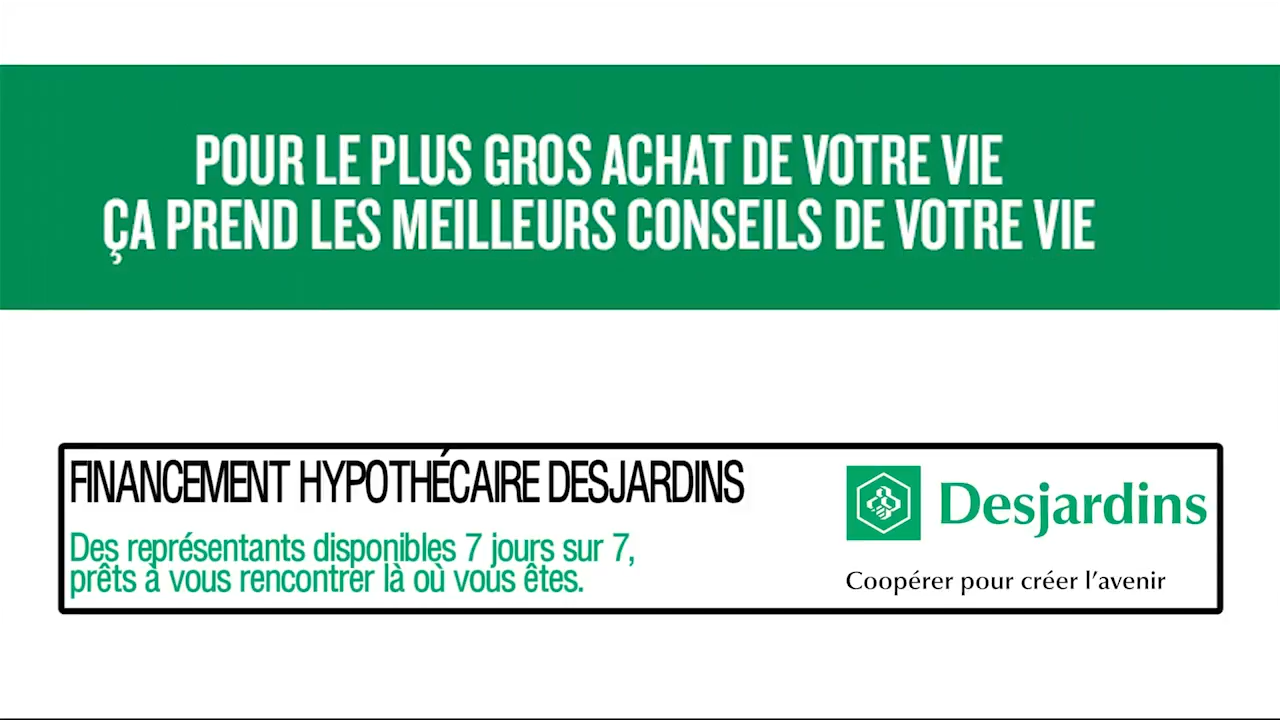 POUR LE PLUS GROS ACHAT DE VOTRE VIE
ÇA PREND LES MEILLEURS CONSEILS DE VOTRE VIE
FINANCEMENT HYPOTHÉCAIRE DESJARDINS
Des représentants disponibles 7 jours sur 7,
prêts à vous rencontrer là où vous êtes.
Desjardins
Coopérer pour créer l'avenir